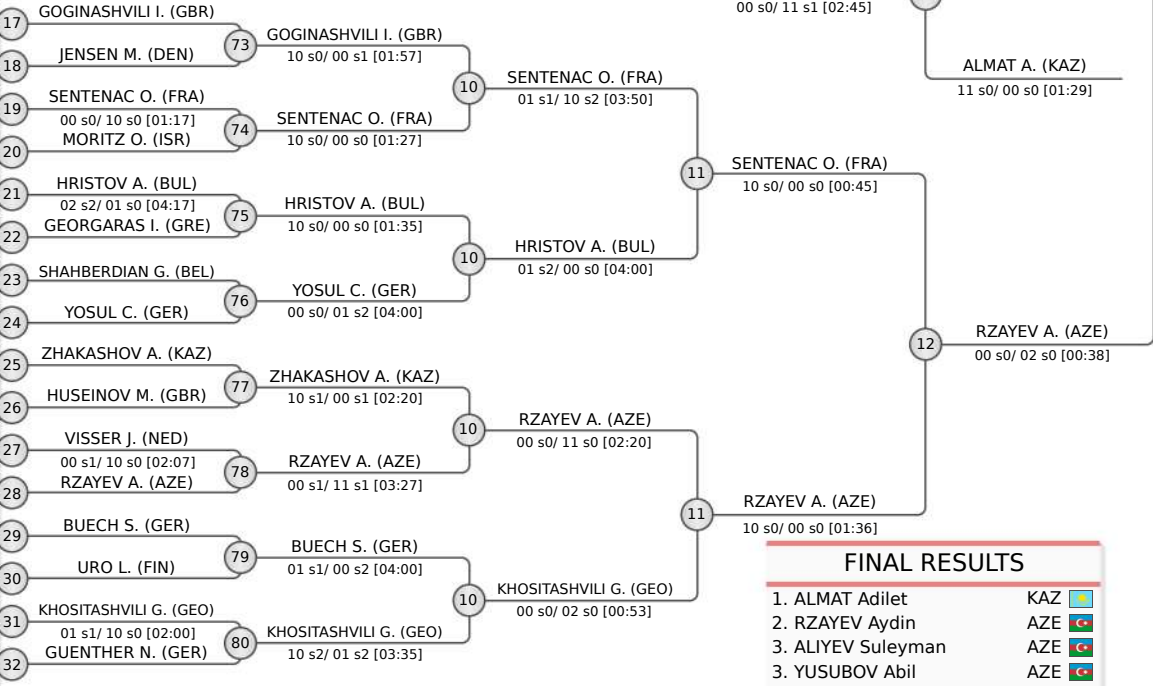 00 s0/ 11 s1 [02:45]
17
GOGINASHVILI I. (GBR)
18
JENSEN M. (DEN)
73
GOGINASHVILI I. (GBR)
10 s0/ 00 s1 [01:57]
19
SENTENAC O. (FRA)
00 s0/ 10 s0 [01:17]
20
MORITZ O. (ISR)
74
SENTENAC O. (FRA)
10 s0/ 00 s0 [01:27]
10
SENTENAC O. (FRA)
01 s1/ 10 s2 [03:50]
ALMAT A. (KAZ)
11 s0/ 00 s0 [01:29]
21
HRISTOV A. (BUL)
02 s2/ 01 s0 [04:17]
22
GEORGARAS I. (GRE)
75
HRISTOV A. (BUL)
10 s0/ 00 s0 [01:35]
23
SHAHBERDIAN G. (BEL)
24
YOSUL C. (GER)
76
YOSUL C. (GER)
00 s0/ 01 s2 [04:00]
10
HRISTOV A. (BUL)
01 s2/ 00 s0 [04:00]
11
SENTENAC O. (FRA)
10 s0/ 00 s0 [00:45]
25
ZHAKASHOV A. (KAZ)
26
HUSEINOV M. (GBR)
77
ZHAKASHOV A. (KAZ)
10 s1/ 00 s1 [02:20]
27
VISSER J. (NED)
00 s1/ 10 s0 [02:07]
28
RZAYEV A. (AZE)
78
RZAYEV A. (AZE)
00 s1/ 11 s1 [03:27]
10
RZAYEV A. (AZE)
00 s0/ 11 s0 [02:20]
12
RZAYEV A. (AZE)
00 s0/ 02 s0 [00:38]
29
BUECH S. (GER)
30
URO L. (FIN)
79
BUECH S. (GER)
01 s1/ 00 s2 [04:00]
31
KHOSITASHVILI G. (GEO)
01 s1/ 10 s0 [02:00]
32
GUENTHER N. (GER)
80
KHOSITASHVILI G. (GEO)
10 s2/ 01 s2 [03:35]
10
KHOSITASHVILI G. (GEO)
00 s0/ 02 s0 [00:53]
11
RZAYEV A. (AZE)
10 s0/ 00 s0 [01:36]
FINAL RESULTS
1. ALMAT Adilet KAZ
2. RZAYEV Aydin AZE
3. ALIYEV Suleyman AZE
3. YUSUBOV Abil AZE